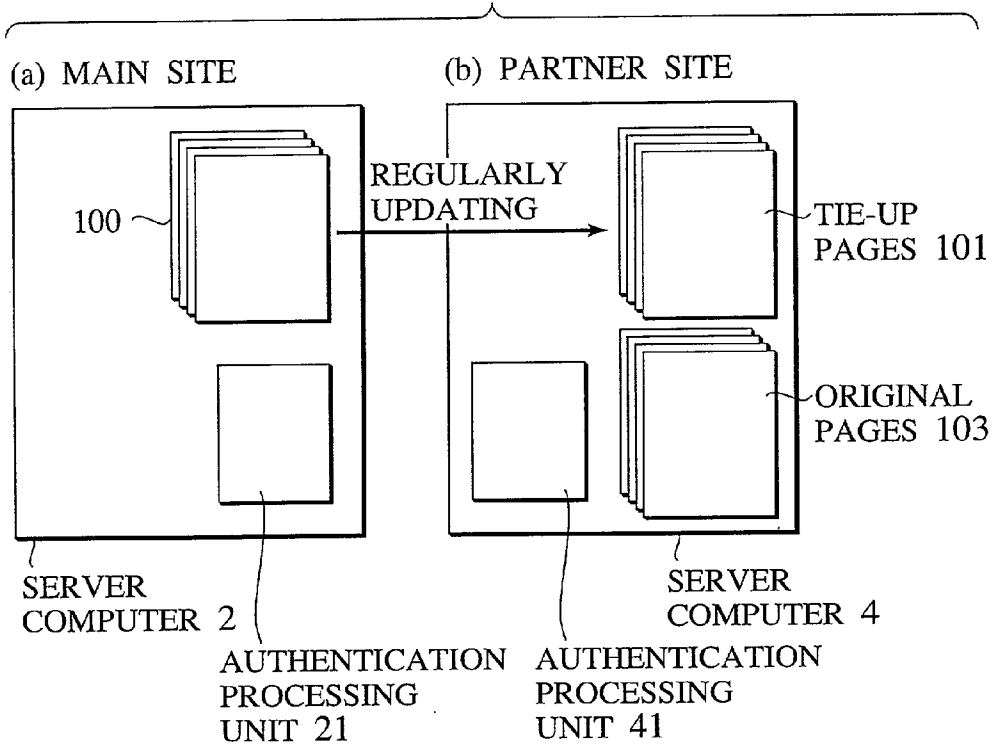 (a) MAIN SITE
(b) PARTNER SITE
100
REGULARLY
UPDATING
TIE-UP
PAGES 101
ORIGINAL
PAGES 103
SERVER
COMPUTER 2
SERVER
COMPUTER 4
AUTHENTICATION
PROCESSING
UNIT 21
AUTHENTICATION
PROCESSING
UNIT 41